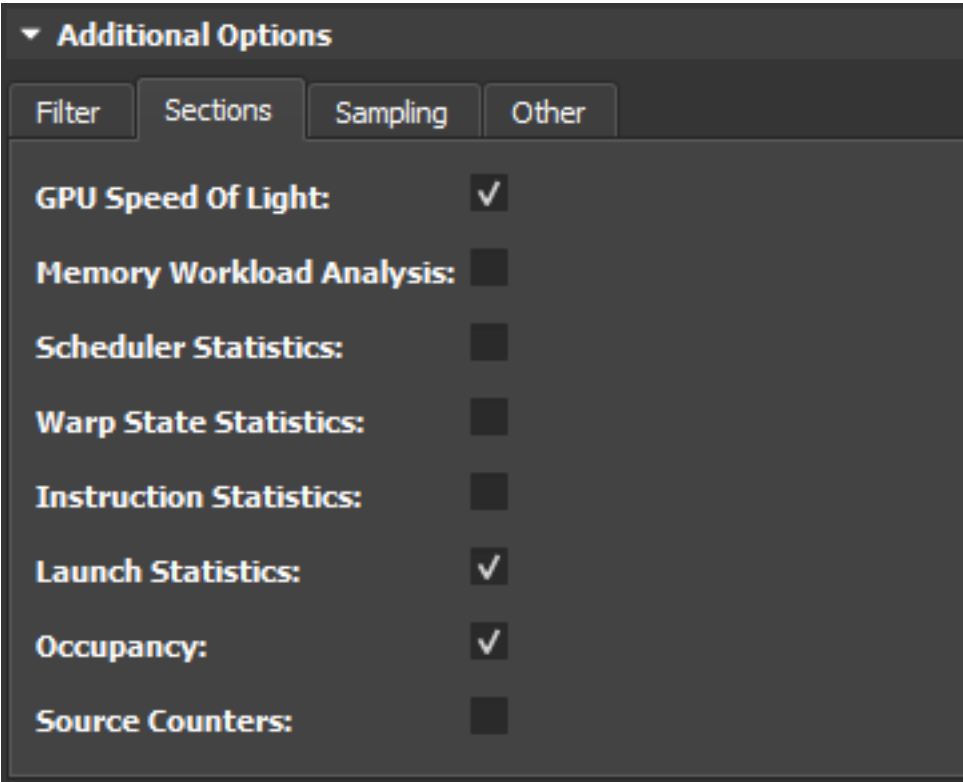 Additional Options
Filter Sections Sampling Other
GPU Speed Of Light:
Memory Workload Analysis:
Scheduler Statistics:
Warp State Statistics:
Instruction Statistics:
Launch Statistics:
Occupancy:
Source Counters: